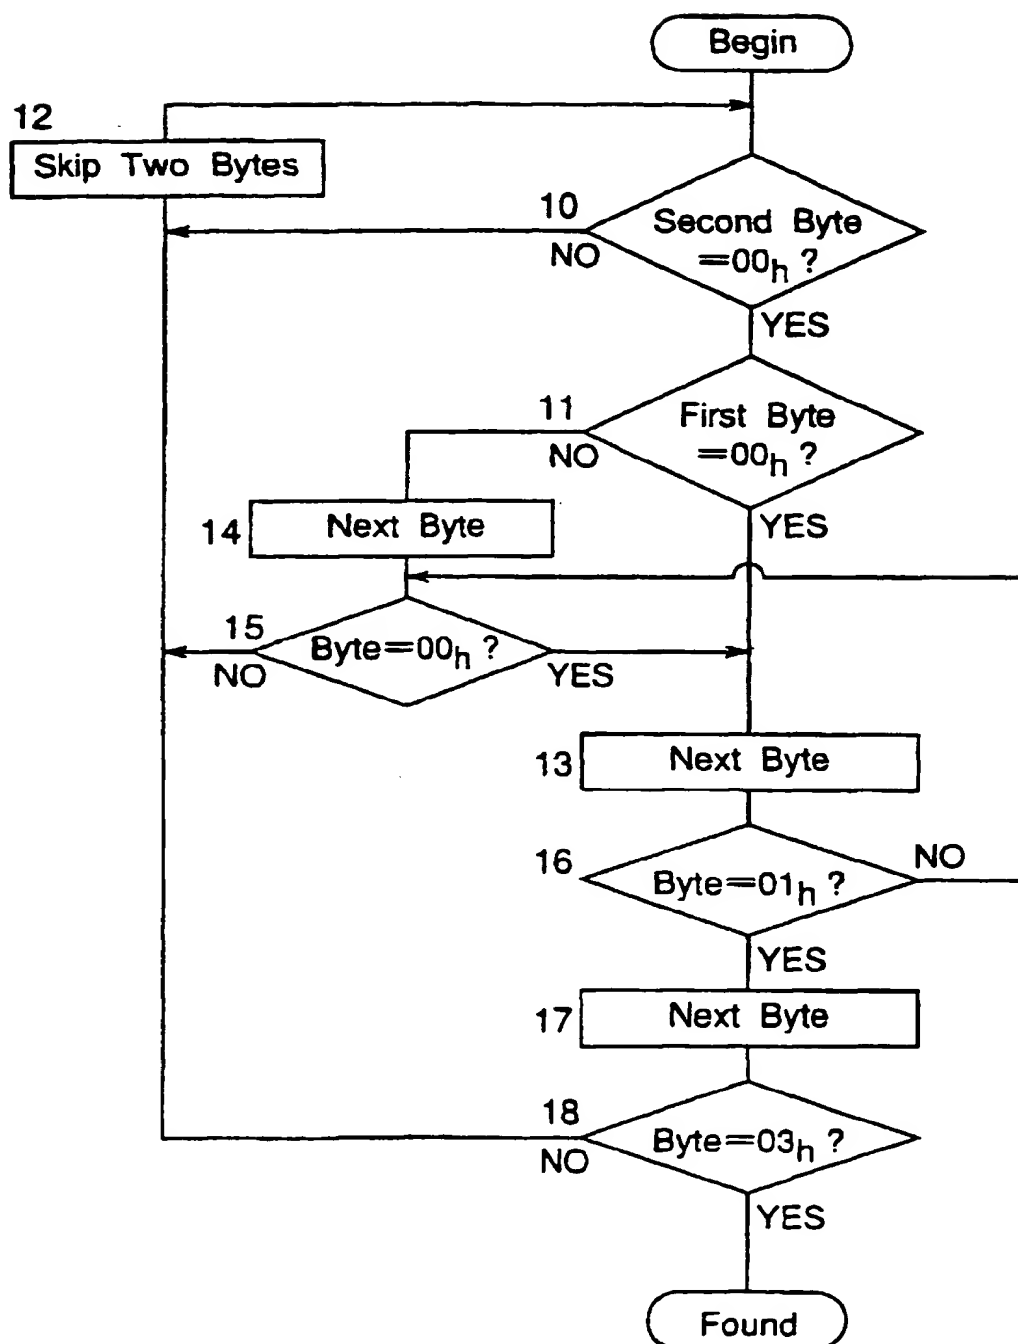 Begin
12
Skip Two Bytes
10
Second Byte
=00h ?
NO
YES
11
First Byte
=00h ?
NO
YES
14
Next Byte
15
Byte=00h ?
NO
YES
13
Next Byte
16
Byte=01h ?
NO
YES
17
Next Byte
18
Byte=03h ?
NO
YES
Found